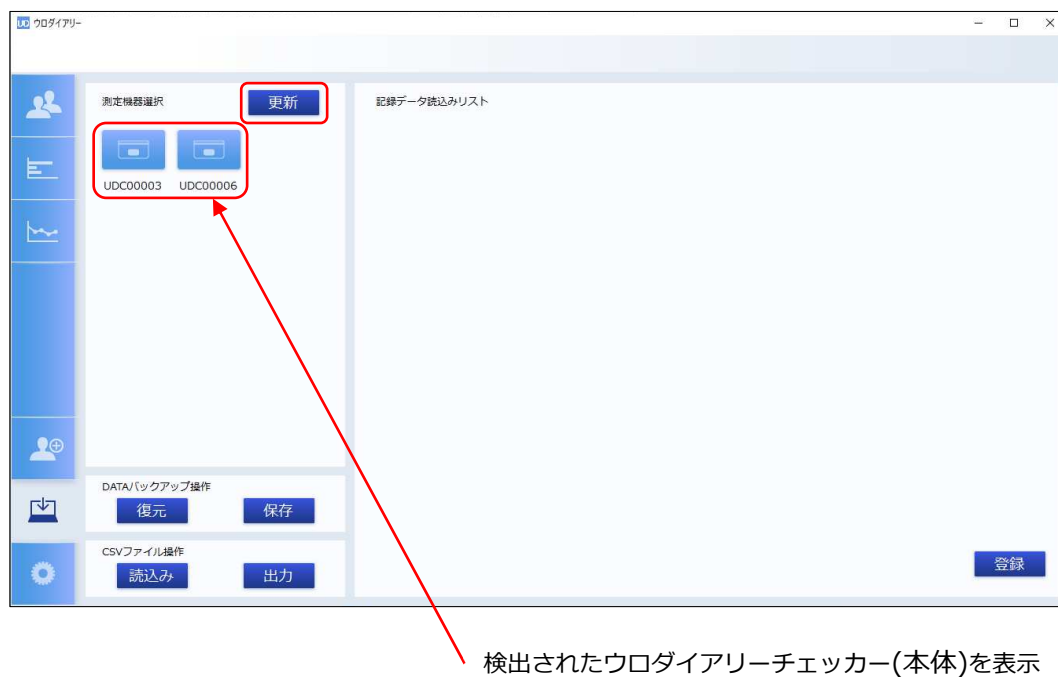 UD ウロダイアリー
測定機器選択
更新
記録データ読込みリスト
UDC00003 UDC00006
DATAバックアップ操作
復元 保存
CSVファイル操作
読込み 出力
登録
検出されたウロダイアリーチェッカー(本体)を表示